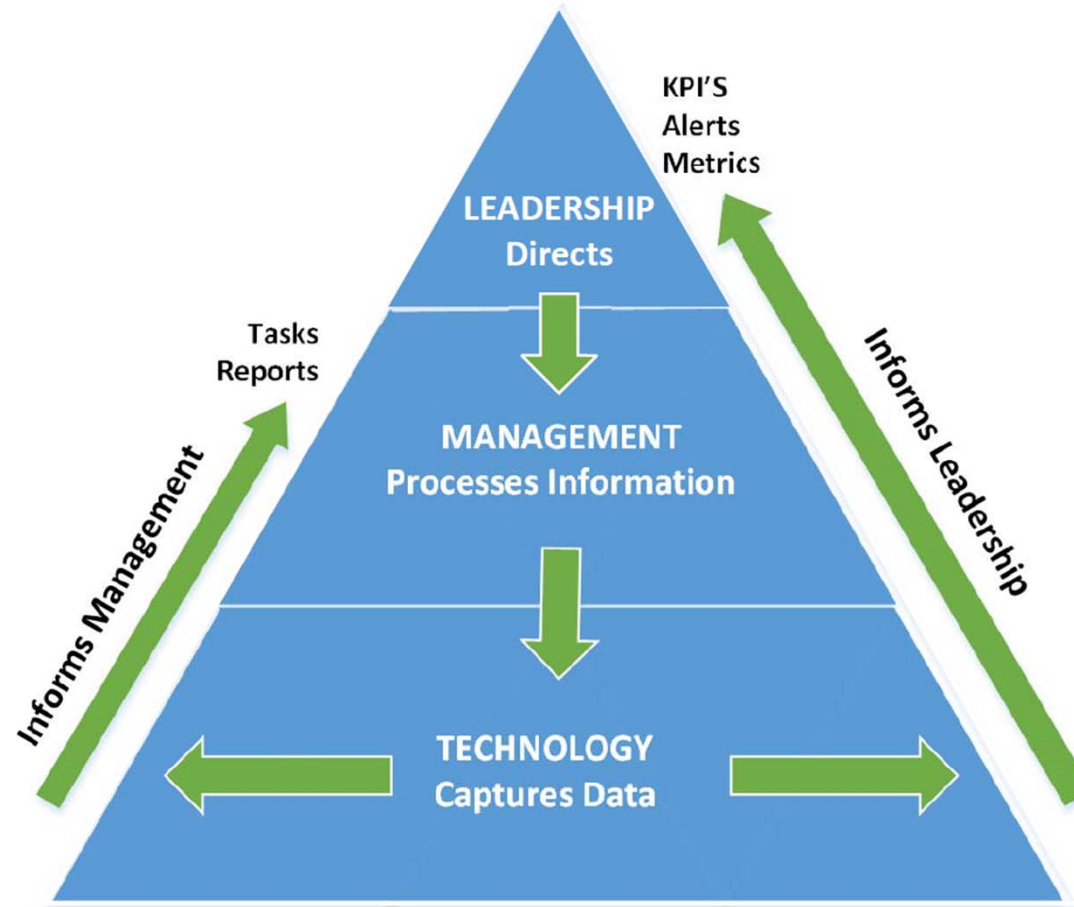 KPI'S
Alerts
Metrics
LEADERSHIP
Directs
Tasks
Reports
Informs Management
Informs Leadership
MANAGEMENT
Processes Information
TECHNOLOGY
Captures Data